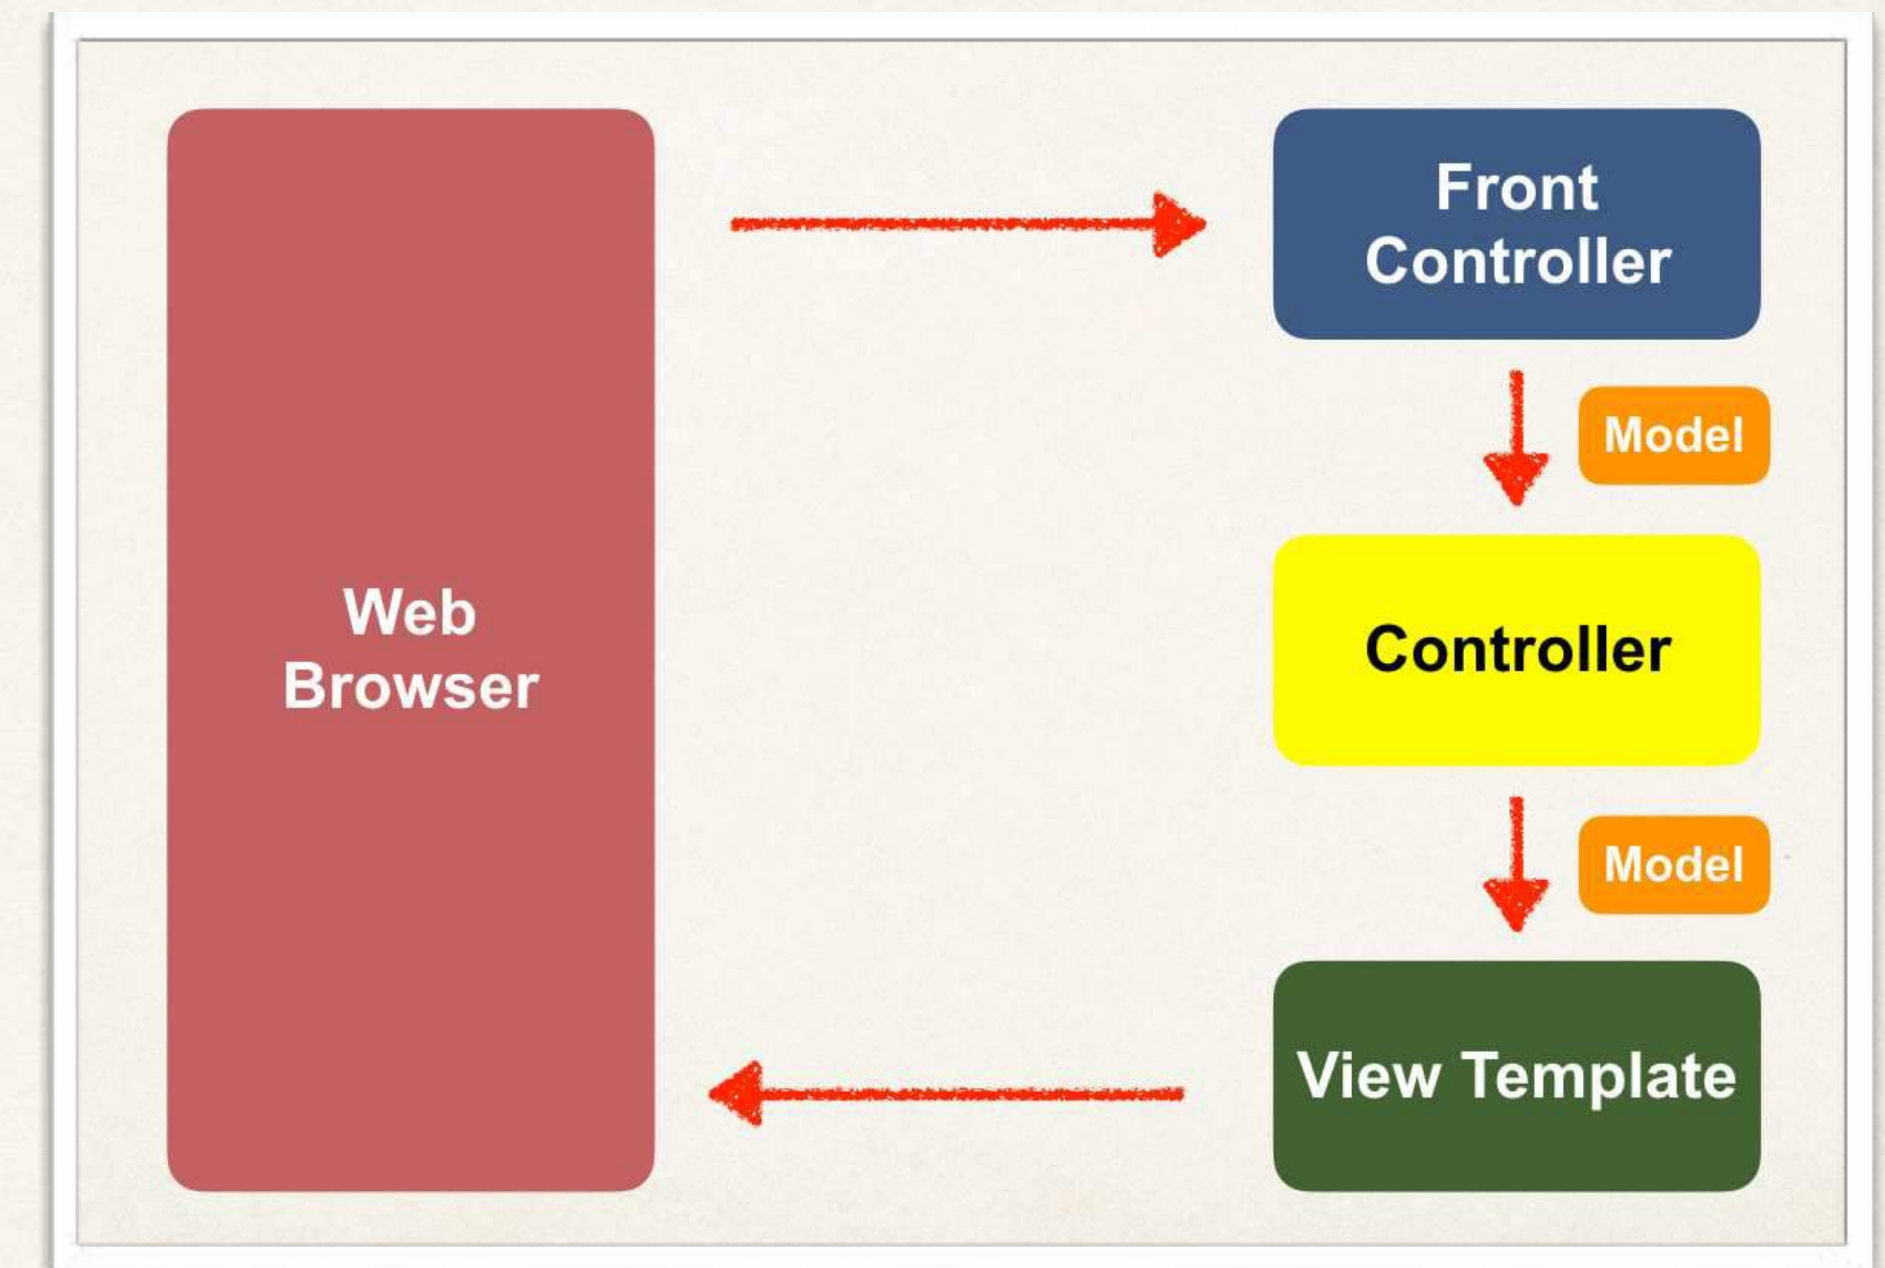 Web
Browser
Front
Controller
Model
Controller
Model
View Template